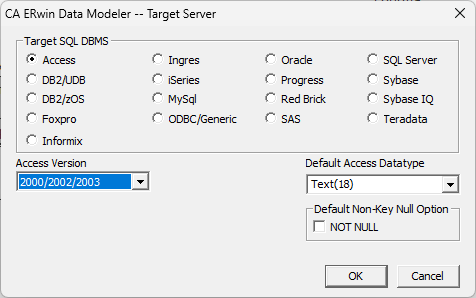 CA ERwin Data Modeler -- Target Server
Target SQL DBMS
Access Ingres Oracle SQL Server
DB2/UDB iSeries Progress Sybase
DB2/zOS MySql Red Brick Sybase IQ
Foxpro ODBC/Generic SAS Teradata
Informix
Access Version Default Access Datatype
2000/2002/2003 Text(18)
Default Non-Key Null Option
NOT NULL
OK Cancel